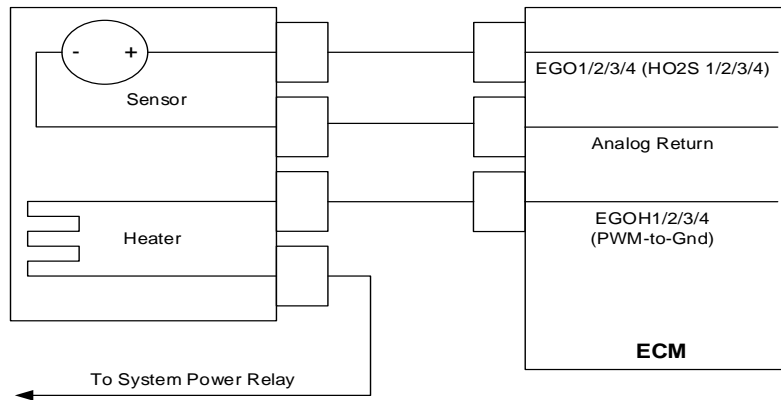 - +
Sensor
EGO1/2/3/4 (HO2S 1/2/3/4)
Analog Return
Heater
EGOH1/2/3/4
(PWM-to-Gnd)
ECM
To System Power Relay